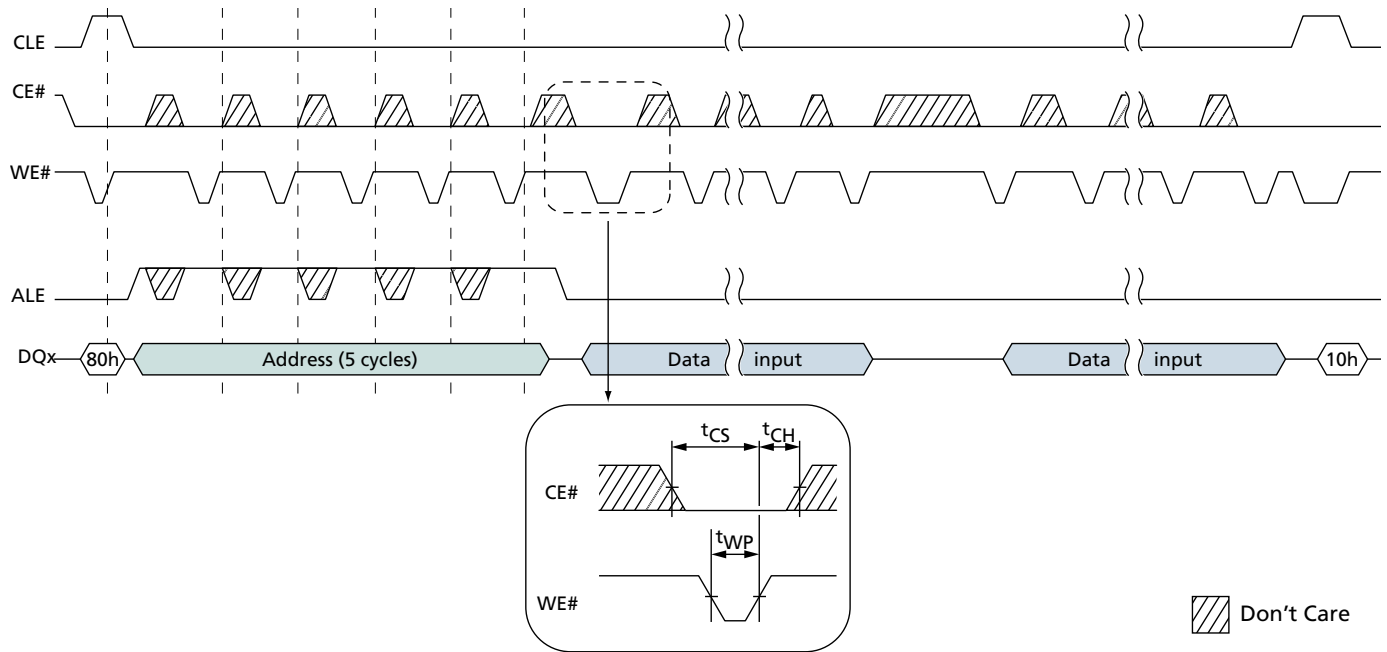 CLE
CE#
WE#
ALE
DQx 80h Address (5 cycles) Data input Data input 10h
tCS tCH
CE#
tWP
WE#
Don't Care